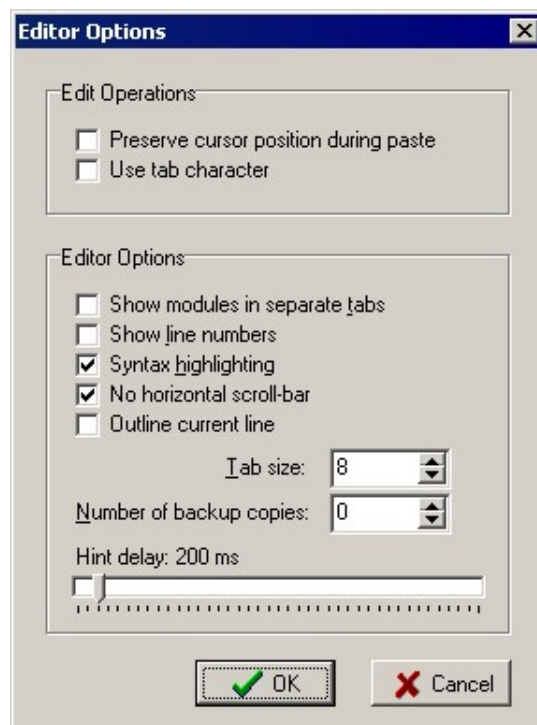 Editor Options
Edit Operations
Preserve cursor position during paste
Use tab character
Editor Options
Show modules in separate tabs
Show line numbers
Syntax highlighting
No horizontal scroll-bar
Outline current line
Tab size: 8
Number of backup copies: 0
Hint delay: 200 ms
OK Cancel